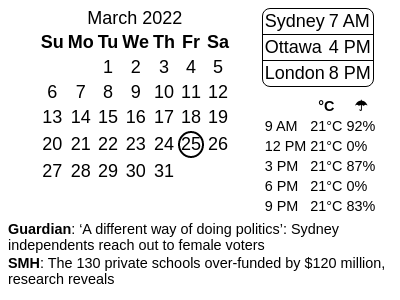 March 2022
Su Mo Tu We Th Fr Sa
1 2 3 4 5
6 7 8 9 10 11 12
13 14 15 16 17 18 19
20 21 22 23 24 25 26
27 28 29 30 31
Sydney 7 AM
Ottawa 4 PM
London 8 PM
°C ☂
9 AM 21°C 92%
12 PM 21°C 0%
3 PM 21°C 87%
6 PM 21°C 0%
9 PM 21°C 83%
Guardian: ‘A different way of doing politics’: Sydney
independents reach out to female voters
SMH: The 130 private schools over-funded by $120 million,
research reveals